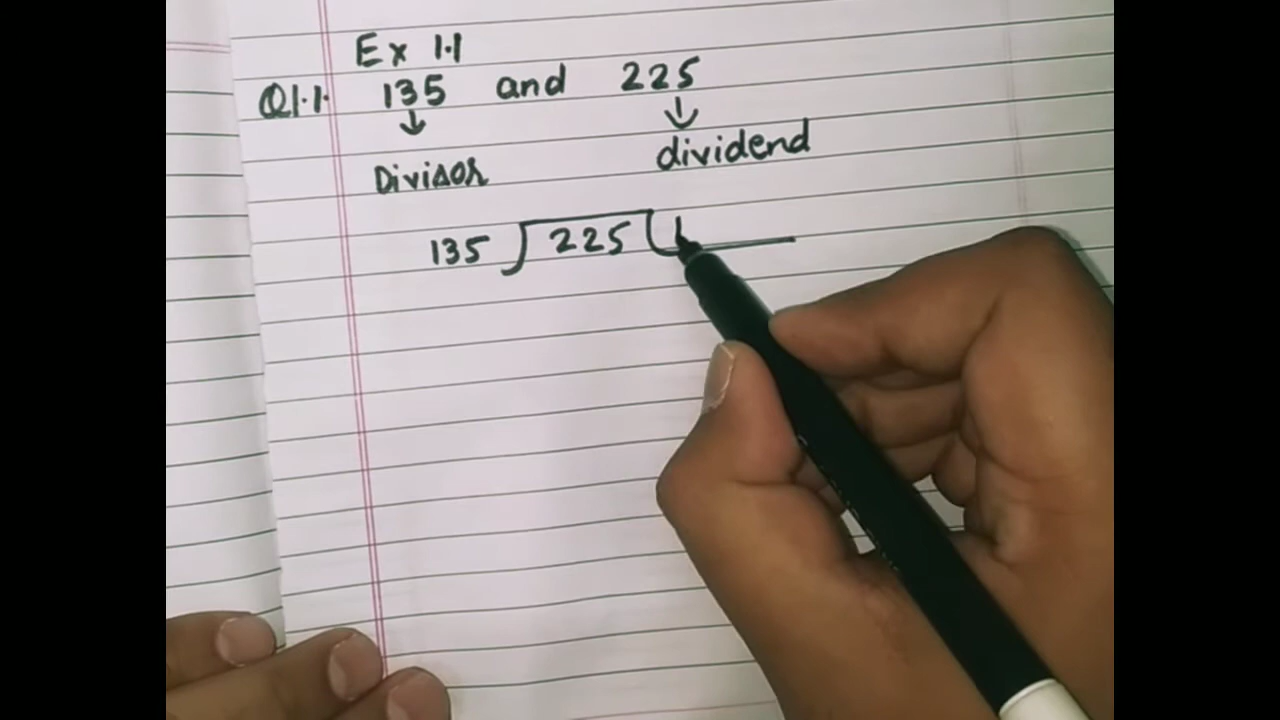 Ex 1.1
Q1.1. 135 and 225
↓ ↓
Divisor dividend
135 ) 225 ( 1